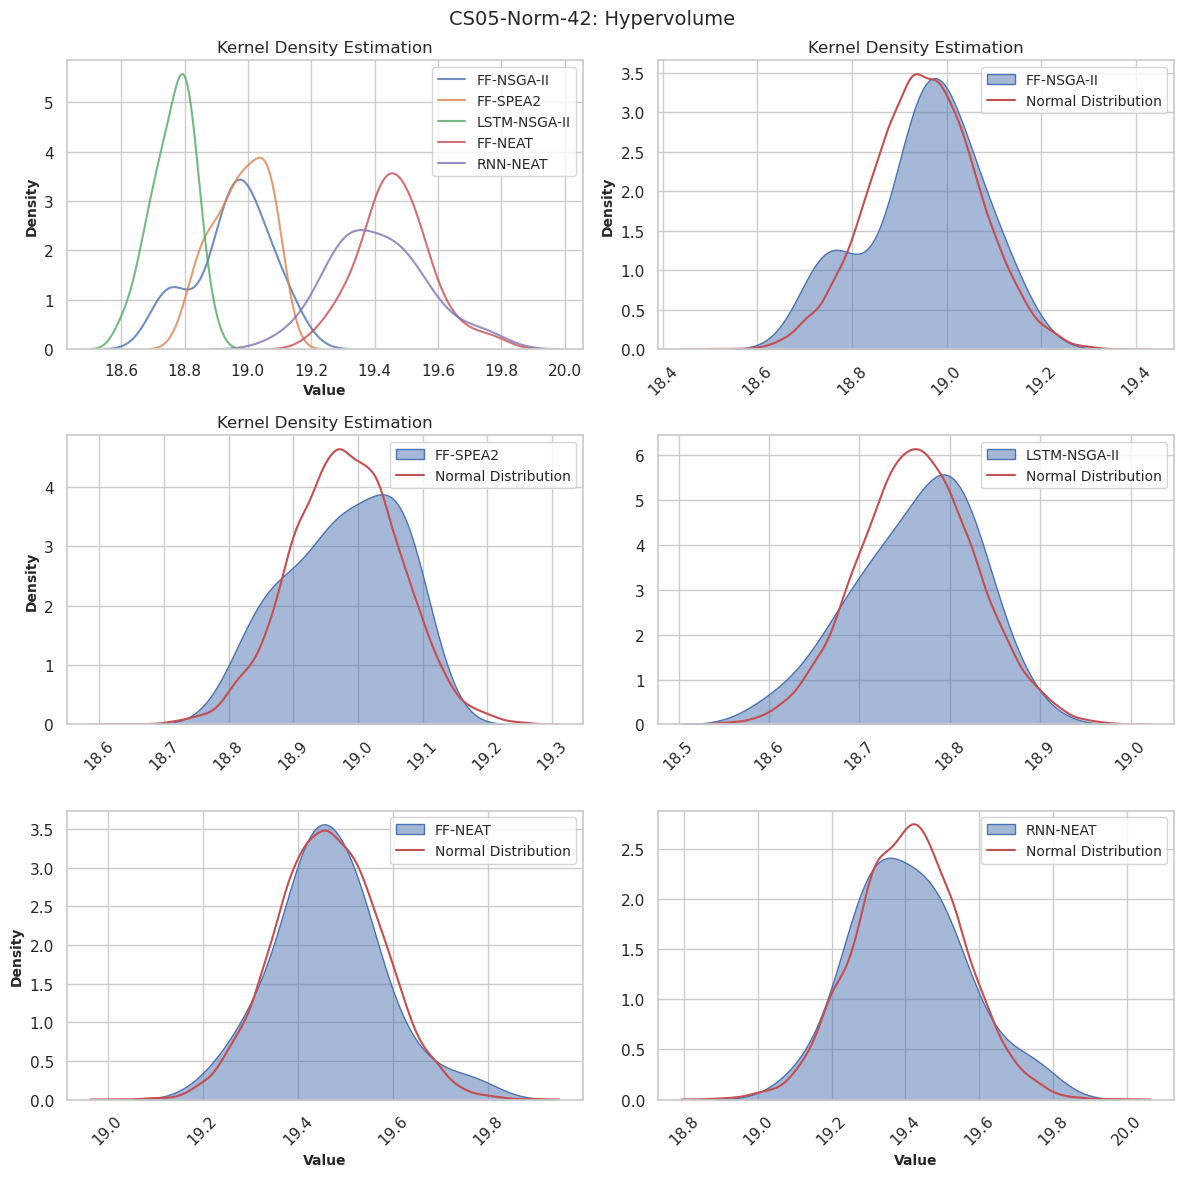 CS05-Norm-42: Hypervolume
Kernel Density Estimation
Density
5
4
3
2
1
0
FF-NSGA-II
FF-SPEA2
LSTM-NSGA-II
FF-NEAT
RNN-NEAT
18.6 18.8 19.0 19.2 19.4 19.6 19.8 20.0
Value
Kernel Density Estimation
Density
3.5
3.0
2.5
2.0
1.5
1.0
0.5
0.0
FF-NSGA-II
Normal Distribution
18.4 18.6 18.8 19.0 19.2 19.4
Kernel Density Estimation
Density
4
3
2
1
0
FF-SPEA2
Normal Distribution
18.6 18.7 18.8 18.9 19.0 19.1 19.2 19.3
6
5
4
3
2
1
0
LSTM-NSGA-II
Normal Distribution
18.5 18.6 18.7 18.8 18.9 19.0
Density
3.5
3.0
2.5
2.0
1.5
1.0
0.5
0.0
FF-NEAT
Normal Distribution
19.0 19.2 19.4 19.6 19.8
Value
2.5
2.0
1.5
1.0
0.5
0.0
RNN-NEAT
Normal Distribution
18.8 19.0 19.2 19.4 19.6 19.8 20.0
Value